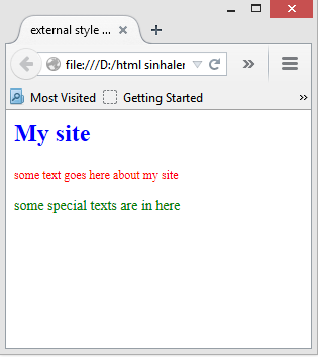 external style ...
file:///D:/html sinhaler
Most Visited
Getting Started
My site
some text goes here about my site
some special texts are in here